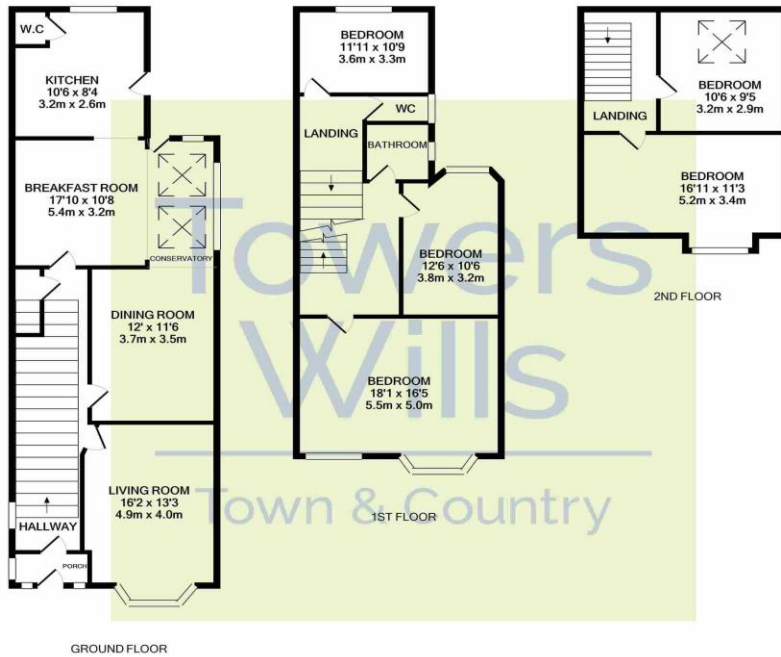 W.C
KITCHEN
10'6 x 8'4
3.2m x 2.6m
BREAKFAST ROOM
17'10 x 10'8
5.4m x 3.2m
CONSERVATORY
DINING ROOM
12' x 11'6
3.7m x 3.5m
LIVING ROOM
16'2 x 13'3
4.9m x 4.0m
HALLWAY
PORCH
GROUND FLOOR
BEDROOM
11'11 x 10'9
3.6m x 3.3m
WC
LANDING
BATHROOM
BEDROOM
12'6 x 10'6
3.8m x 3.2m
BEDROOM
18'1 x 16'5
5.5m x 5.0m
1ST FLOOR
BEDROOM
10'6 x 9'5
3.2m x 2.9m
LANDING
BEDROOM
16'11 x 11'3
5.2m x 3.4m
2ND FLOOR
Towers
Wills
Town & Country